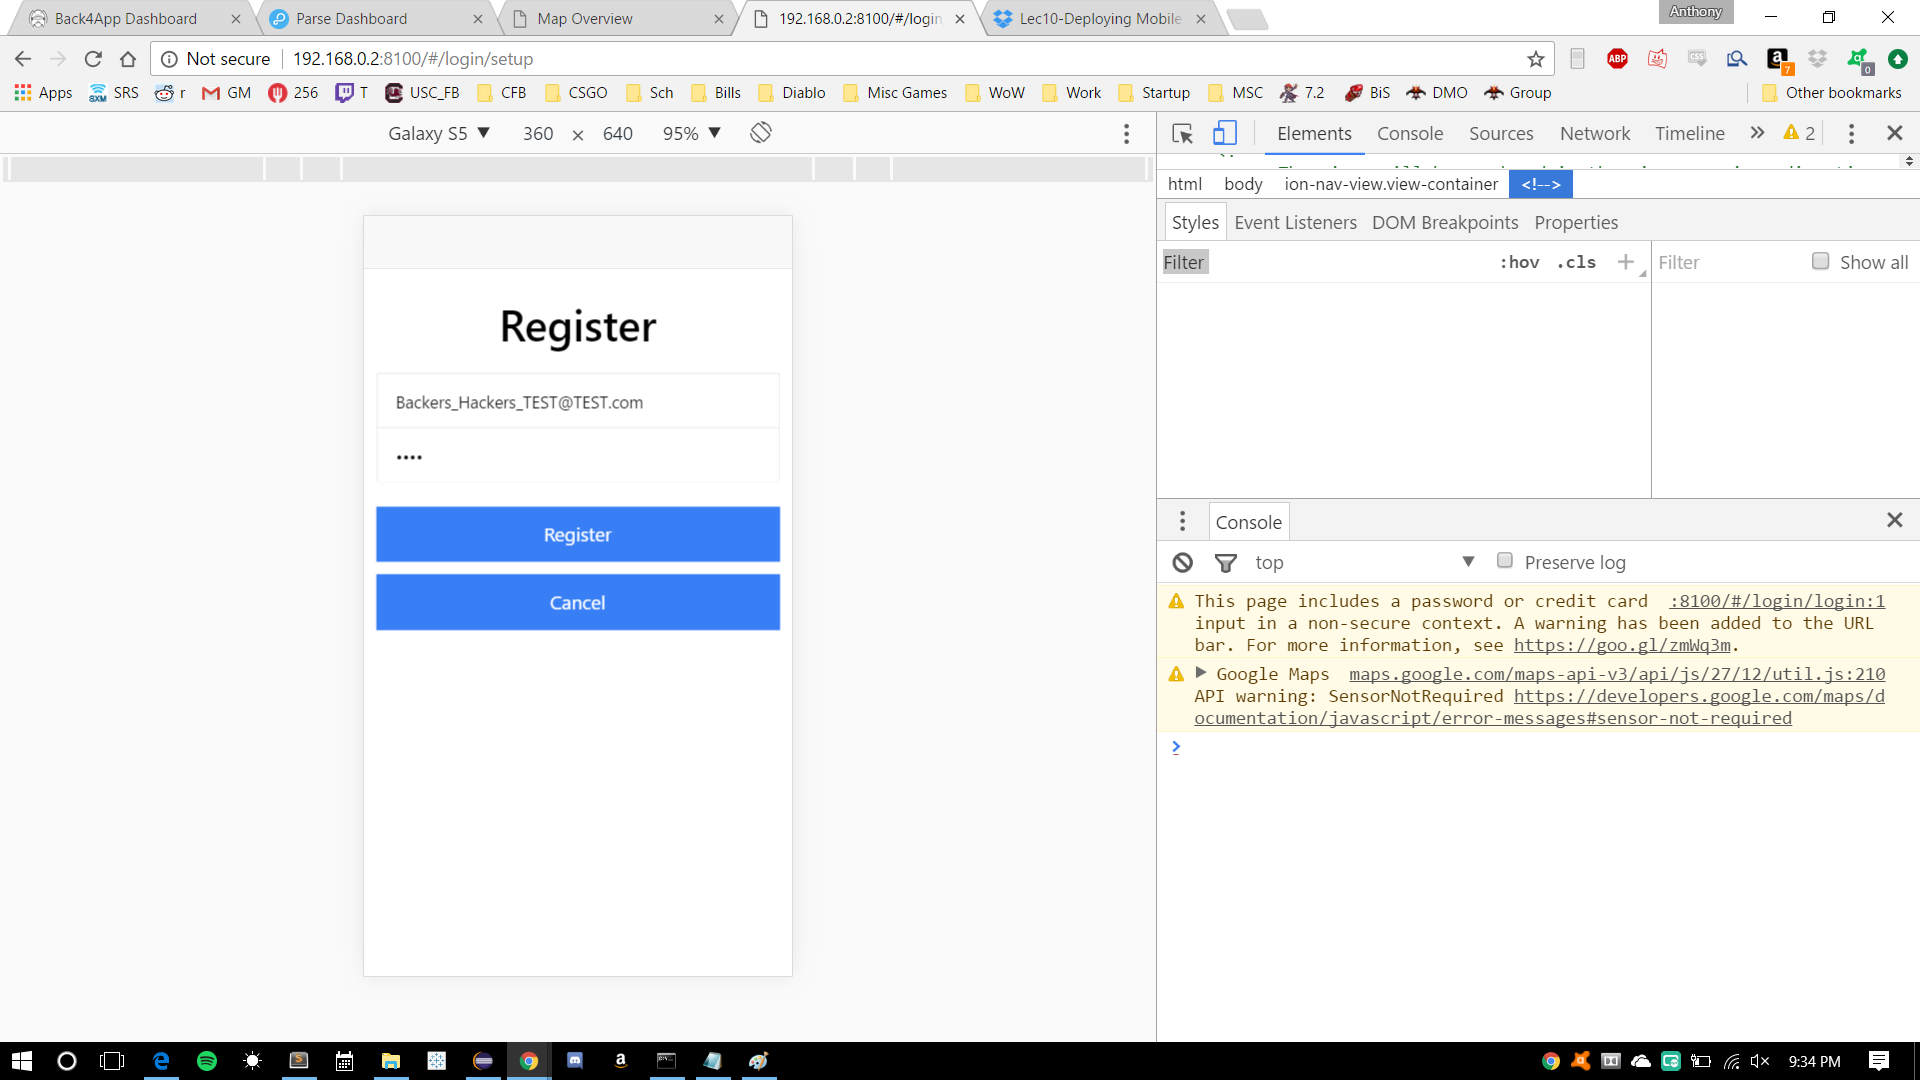 Back4App Dashboard
Parse Dashboard
Map Overview
192.168.0.2:8100/#/login
Lec10-Deploying Mobile
Anthony
Not secure
192.168.0.2:8100/#/login/setup
ABP
CSS
a
7
0
Apps
SRS
r
GM
256
T
USC_FB
CFB
CSGO
Sch
Bills
Diablo
Misc Games
WoW
Work
Startup
MSC
7.2
BiS
DMO
Group
Other bookmarks
Galaxy S5
360 × 640
95%
Elements
Console
Sources
Network
Timeline
2
html
body
ion-nav-view.view-container
<!-->
Styles
Event Listeners
DOM Breakpoints
Properties
Filter
:hov
.cls
Filter
Show all
Register
Backers_Hackers_TEST@TEST.com
••••
Register
Cancel
Console
top
Preserve log
This page includes a password or credit card :8100/#/login/login:1
input in a non-secure context. A warning has been added to the URL
bar. For more information, see https://goo.gl/zmWq3m.
Google Maps maps.google.com/maps-api-v3/api/js/27/12/util.js:210
API warning: SensorNotRequired https://developers.google.com/maps/d
ocumentation/javascript/error-messages#sensor-not-required
9:34 PM